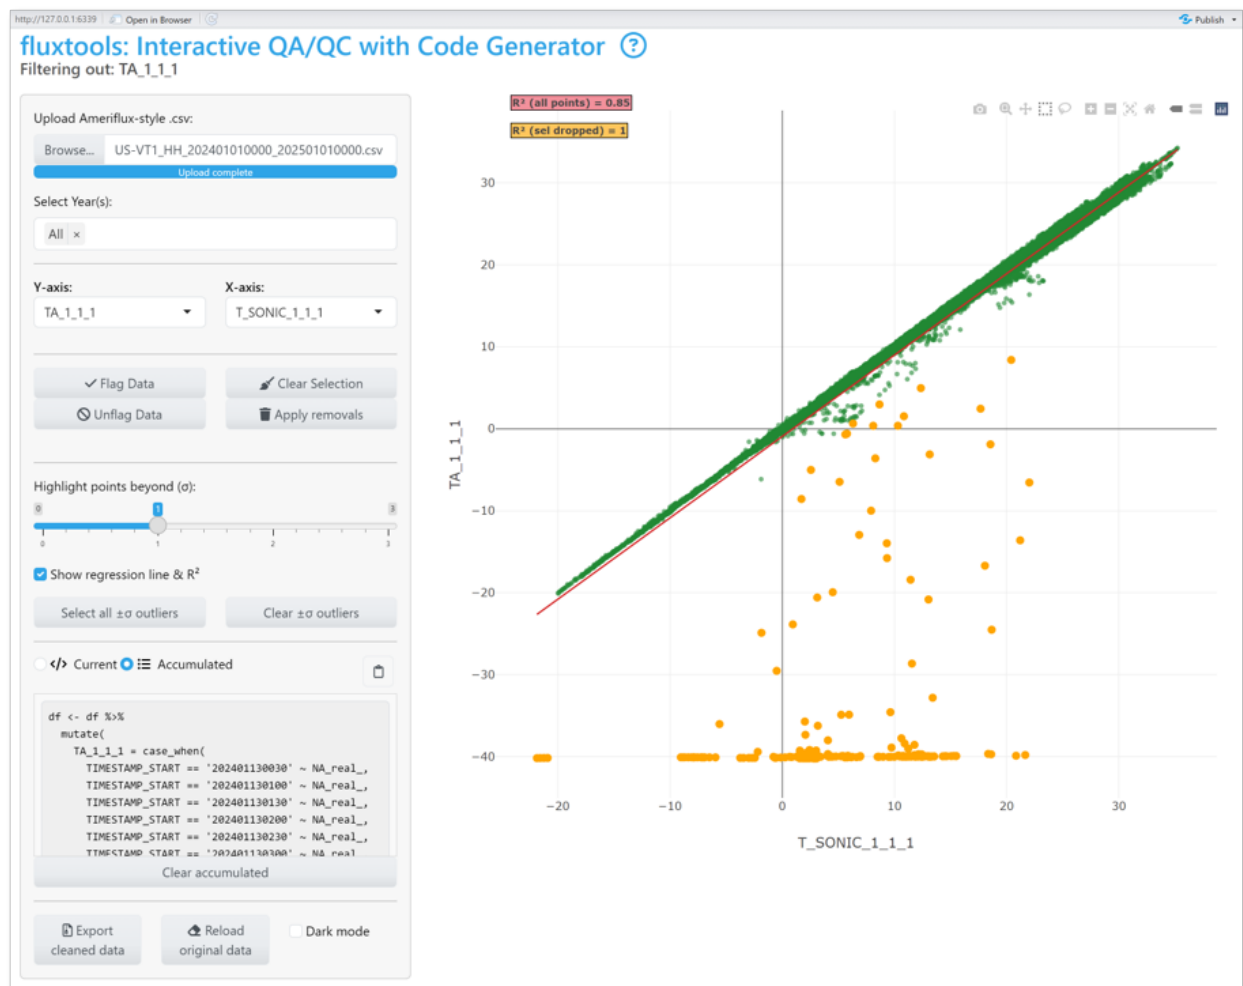 http://127.0.0.1:6339 Open in Browser Publish
fluxtools: Interactive QA/QC with Code Generator ?
Filtering out: TA_1_1_1
Upload Ameriflux-style .csv:
Browse... US-VT1_HH_202401010000_202501010000.csv
Upload complete
Select Year(s):
All ×
Y-axis: X-axis:
TA_1_1_1 T_SONIC_1_1_1
Flag Data Clear Selection
Unflag Data Apply removals
Highlight points beyond (σ):
0 1 3
0 1 2 3
Show regression line & R²
Select all ±σ outliers Clear ±σ outliers
</> Current Accumulated
df <- df %>%
mutate(
TA_1_1_1 = case_when(
TIMESTAMP_START == '202401130030' ~ NA_real_,
TIMESTAMP_START == '202401130100' ~ NA_real_,
TIMESTAMP_START == '202401130130' ~ NA_real_,
TIMESTAMP_START == '202401130200' ~ NA_real_,
TIMESTAMP_START == '202401130230' ~ NA_real_,
TIMESTAMP_START == '202401130300' ~ NA_real_
Clear accumulated
Export cleaned data
Reload original data
Dark mode
R² (all points) = 0.85
R² (sel dropped) = 1
30
20
10
0
−10
−20
−30
−40
TA_1_1_1
−20 −10 0 10 20 30
T_SONIC_1_1_1